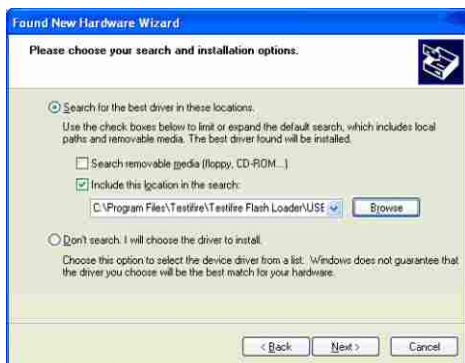 Found New Hardware Wizard
Please choose your search and installation options.
Search for the best driver in these locations.
Use the check boxes below to limit or expand the default search, which includes local
paths and removable media. The best driver found will be installed.
Search removable media (floppy, CD-ROM...)
Include this location in the search:
C:\Program Files\Testifire\Testifire Flash Loader\USE
Browse
Don't search. I will choose the driver to install.
Choose this option to select the device driver from a list. Windows does not guarantee that
the driver you choose will be the best match for your hardware.
< Back
Next >
Cancel